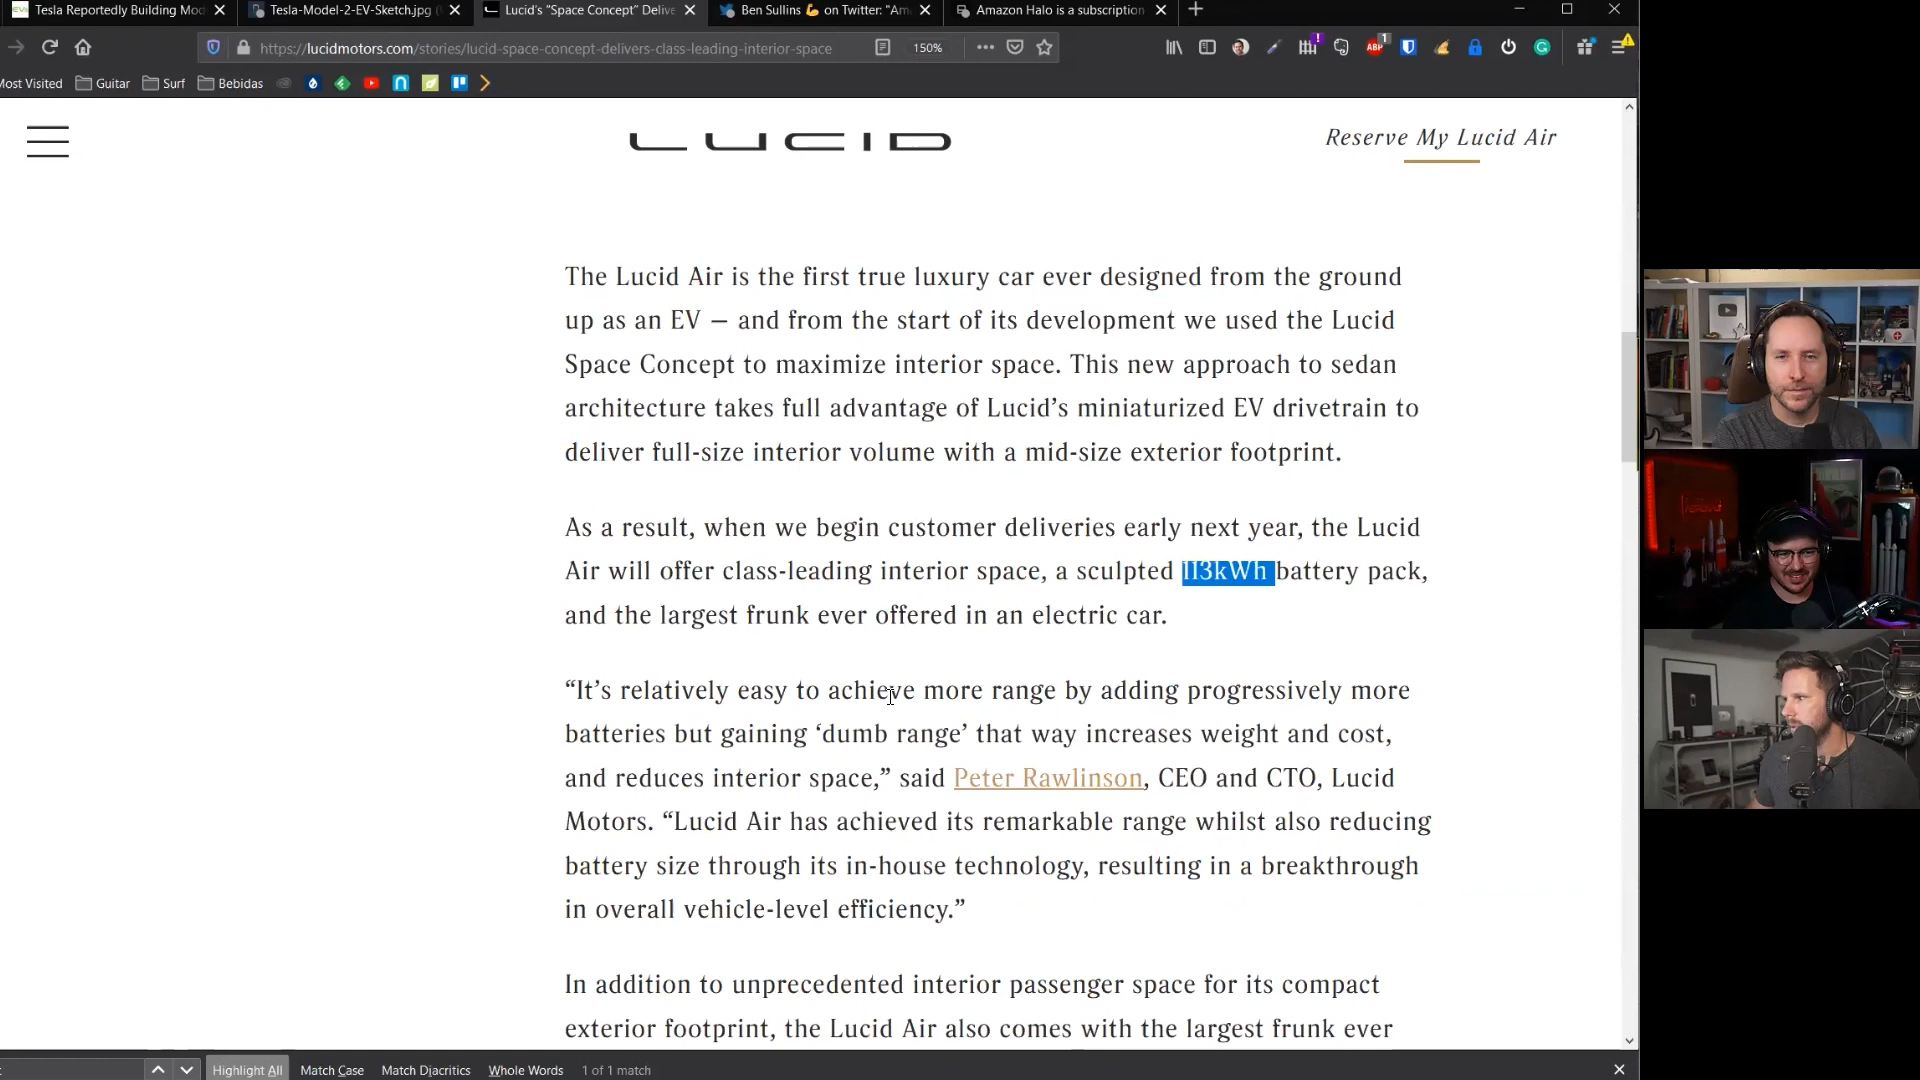 Tesla Reportedly Building Mod
Tesla-Model-2-EV-Sketch.jpg (
Lucid's "Space Concept" Delive
Ben Sullins 💪 on Twitter: "Am
Amazon Halo is a subscription
https://lucidmotors.com/stories/lucid-space-concept-delivers-class-leading-interior-space
150%
ABP
1
Most Visited
Guitar
Surf
Bebidas
LUCID
Reserve My Lucid Air
The Lucid Air is the first true luxury car ever designed from the ground
up as an EV – and from the start of its development we used the Lucid
Space Concept to maximize interior space. This new approach to sedan
architecture takes full advantage of Lucid’s miniaturized EV drivetrain to
deliver full-size interior volume with a mid-size exterior footprint.
As a result, when we begin customer deliveries early next year, the Lucid
Air will offer class-leading interior space, a sculpted 113kWh battery pack,
and the largest frunk ever offered in an electric car.
“It’s relatively easy to achieve more range by adding progressively more
batteries but gaining ‘dumb range’ that way increases weight and cost,
and reduces interior space,” said Peter Rawlinson, CEO and CTO, Lucid
Motors. “Lucid Air has achieved its remarkable range whilst also reducing
battery size through its in-house technology, resulting in a breakthrough
in overall vehicle-level efficiency.”
In addition to unprecedented interior passenger space for its compact
exterior footprint, the Lucid Air also comes with the largest frunk ever
Highlight All
Match Case
Match Diacritics
Whole Words
1 of 1 match